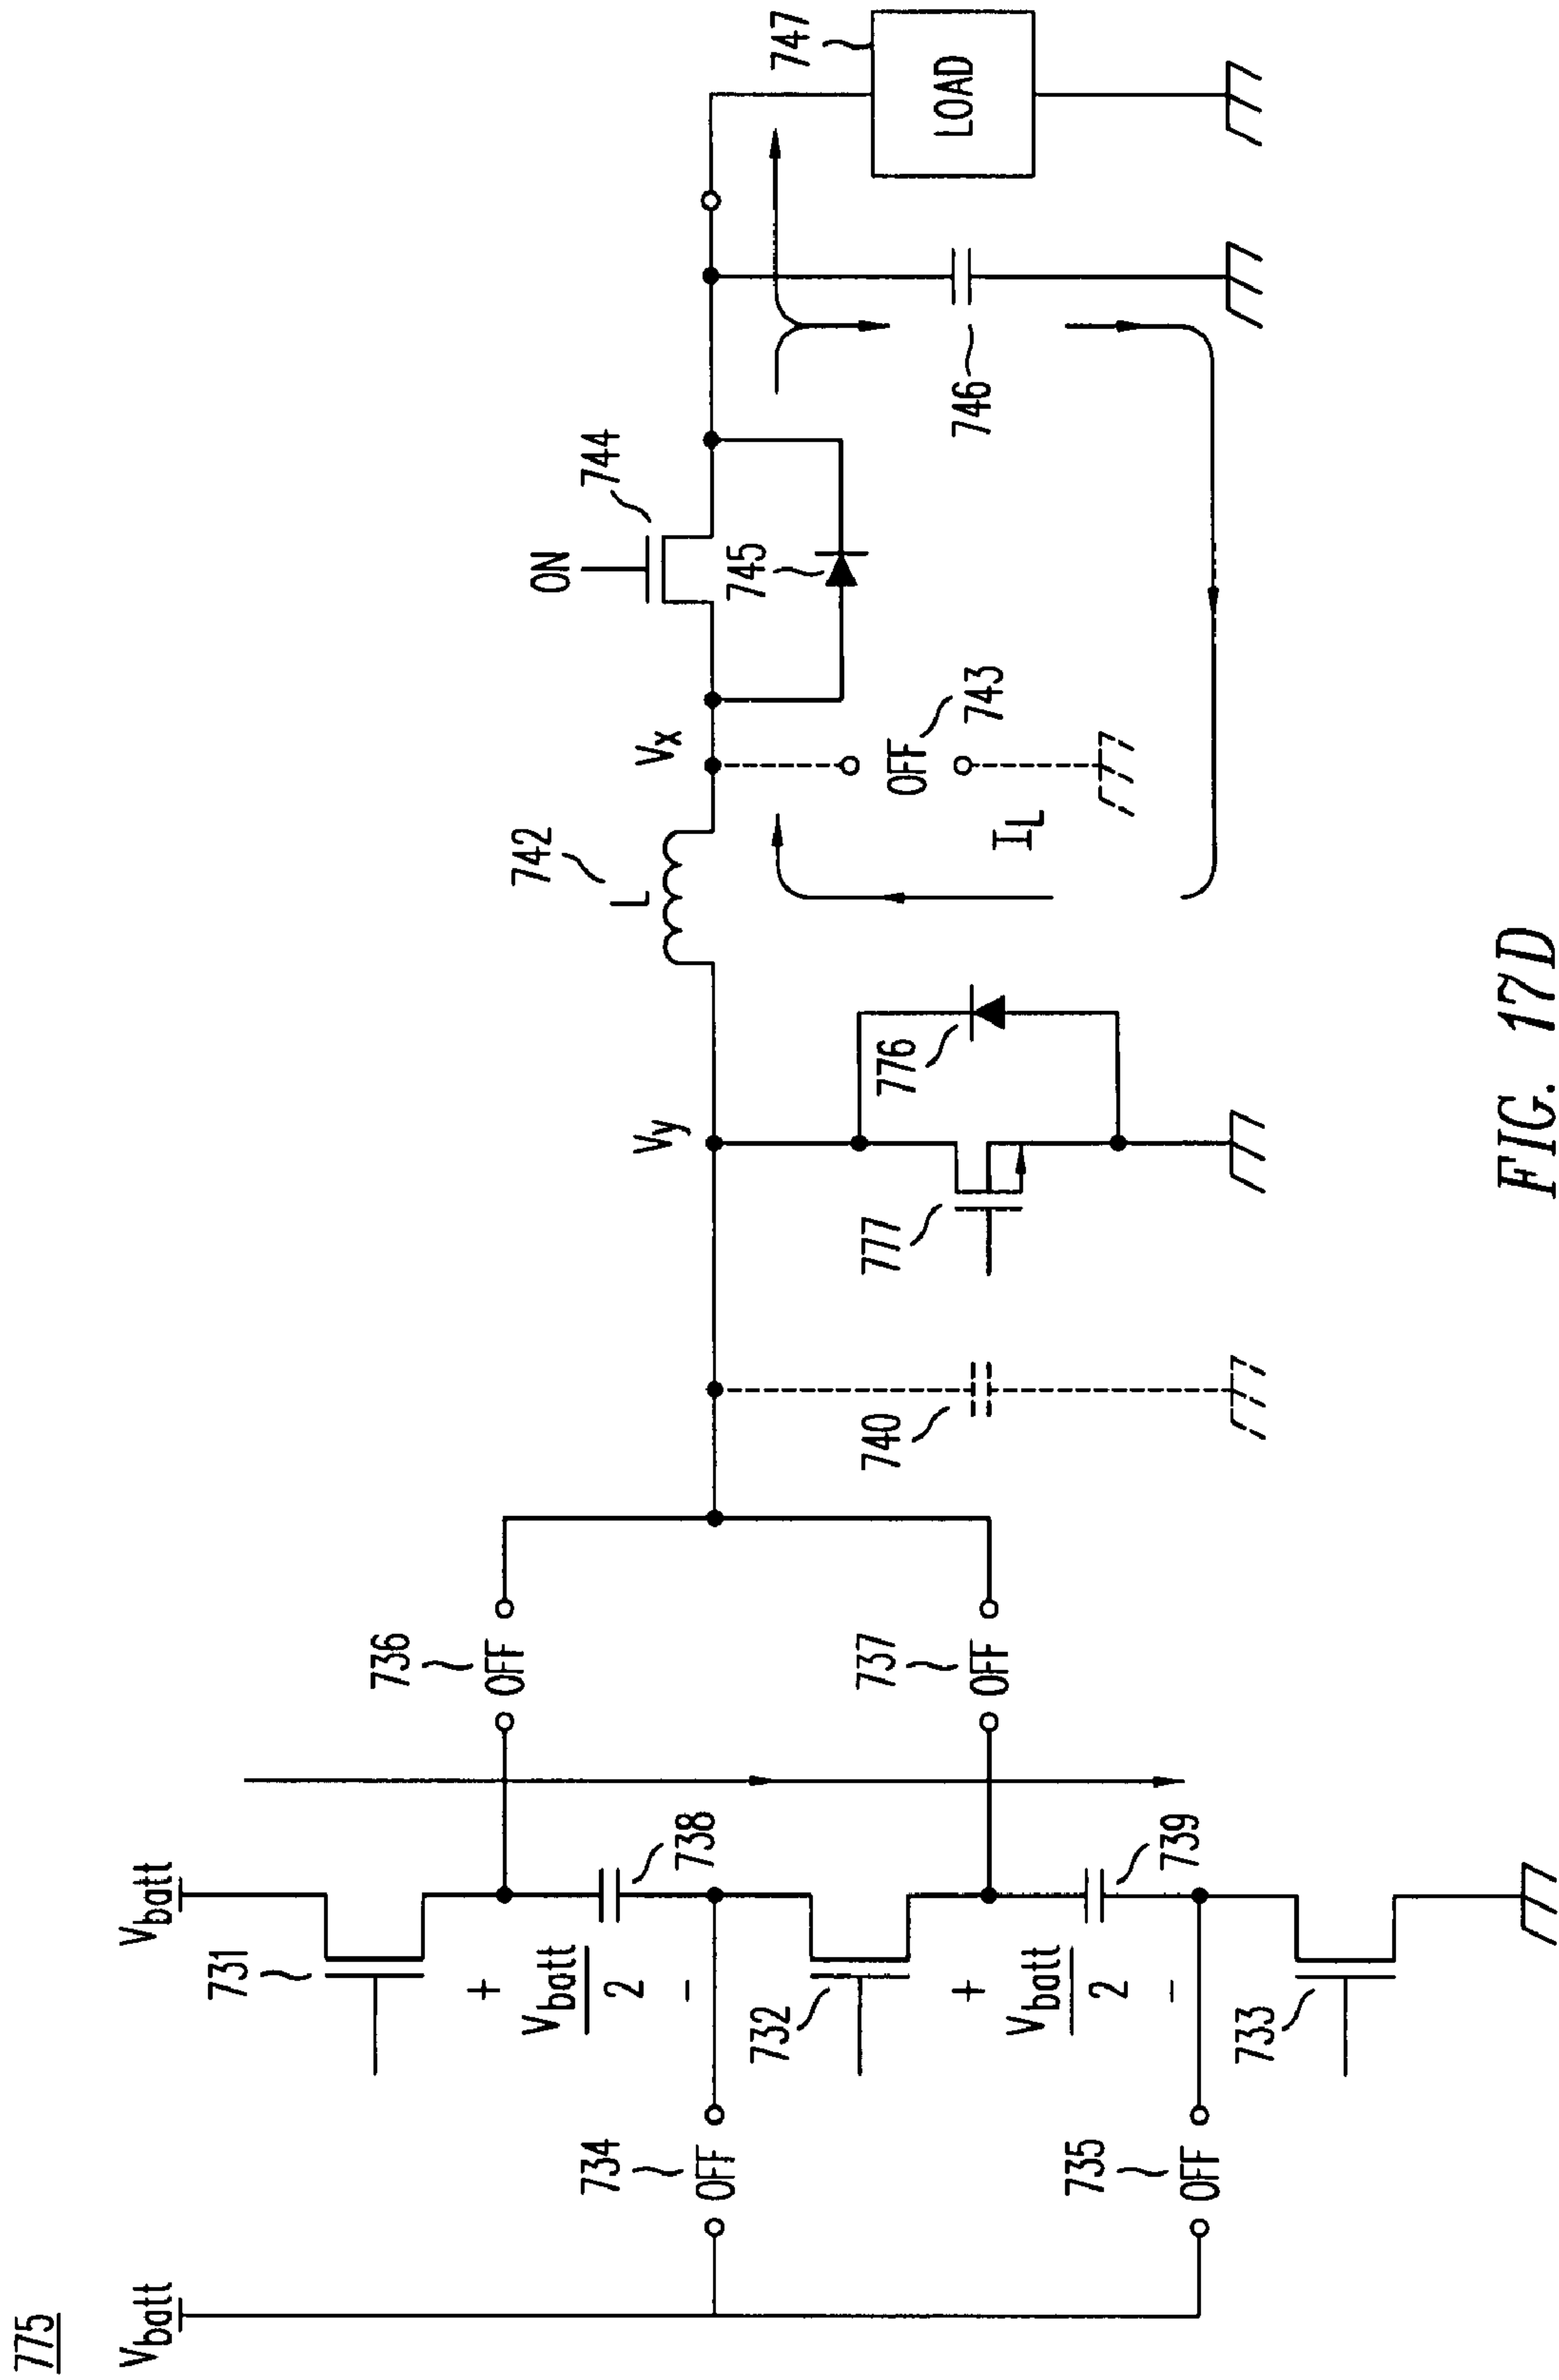 775
Vbatt
Vbatt
731
734 OFF
735 OFF
+
Vbatt
2
-
738
732
+
Vbatt
2
-
739
733
736
OFF
737
OFF
740
Vy
777
776
742
L
Vx
OFF
743
IL
ON
744
745
746
747
LOAD
FIG. 17D